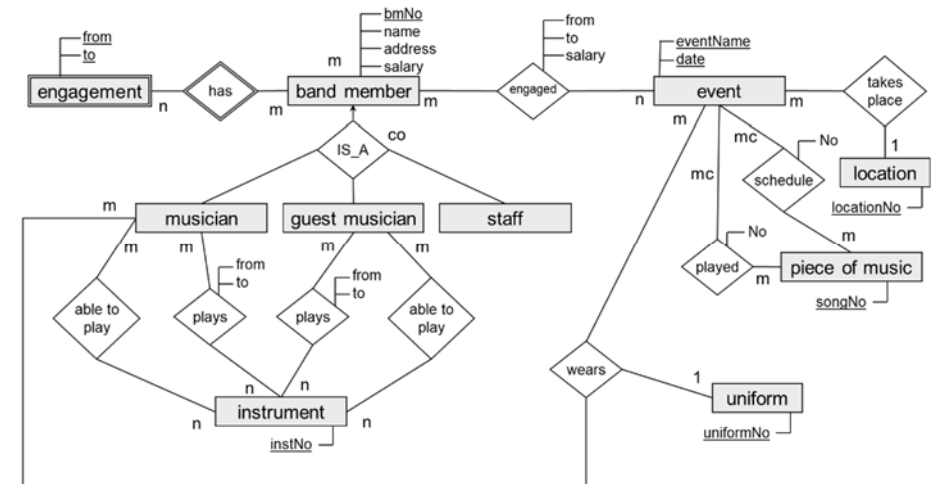 from
to
engagement
n
has
m
m
bmNo
name
address
salary
band member
m
from
to
salary
engaged
n
eventName
date
event
m
takes
place
1
location
locationNo
m
mc
mc
No
schedule
m
No
played
m
piece of music
songNo
IS_A
co
musician
guest musician
staff
m
m
m
m
m
able to
play
from
to
plays
from
to
plays
able to
play
n
n
n
n
instrument
instNo
wears
1
uniform
uniformNo